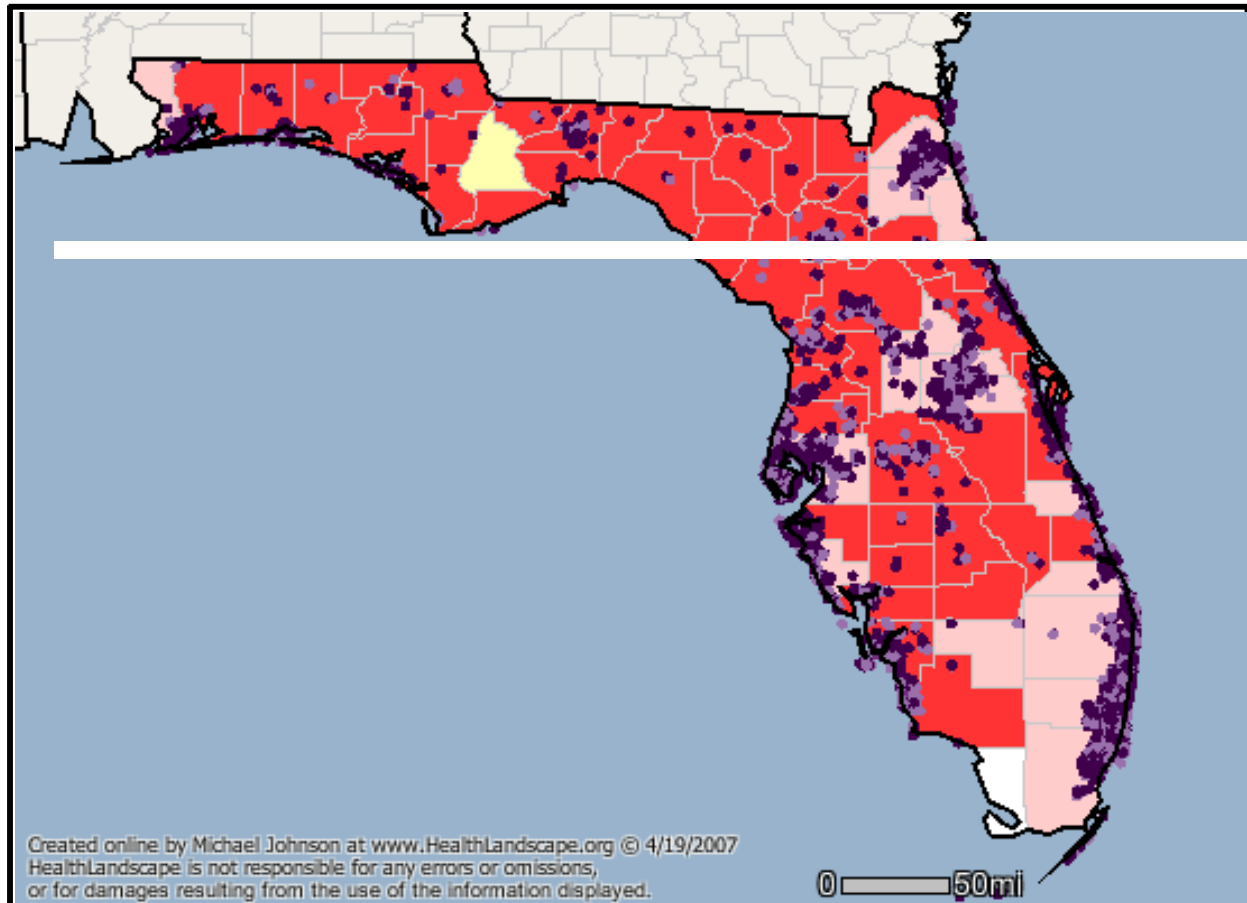 Created online by Michael Johnson at www.HealthLandscape.org © 4/19/2007
HealthLandscape is not responsible for any errors or omissions,
or for damages resulting from the use of the information displayed.
0 50mi